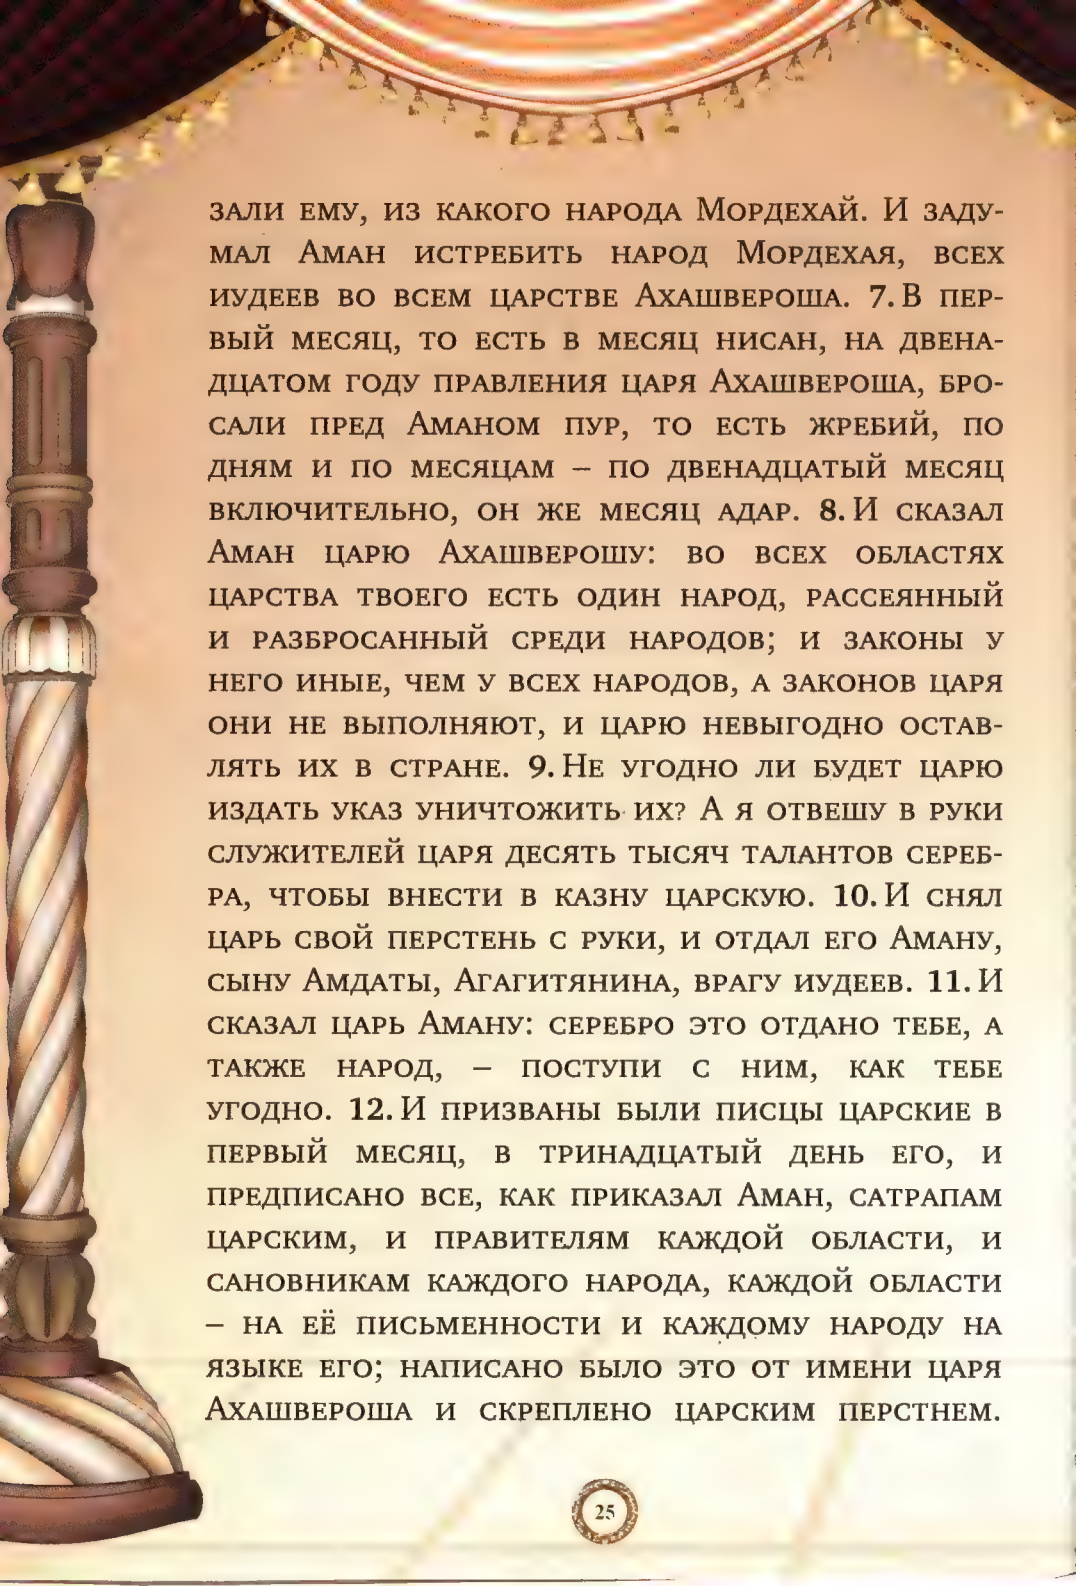 зали ему, из какого народа Мордехай. И заду-
мал Аман истребить народ Мордехая, всех
иудеев во всем царстве Ахашвероша. 7. В пер-
вый месяц, то есть в месяц нисан, на двена-
дцатом году правления царя Ахашвероша, бро-
сали пред Аманом пур, то есть жребий, по
дням и по месяцам – по двенадцатый месяц
включительно, он же месяц адар. 8. И сказал
Аман царю Ахашверошу: во всех областях
царства твоего есть один народ, рассеянный
и разбросанный среди народов; и законы у
него иные, чем у всех народов, а законов царя
они не выполняют, и царю невыгодно остав-
лять их в стране. 9. Не угодно ли будет царю
издать указ уничтожить их? А я отвешу в руки
служителей царя десять тысяч талантов сереб-
ра, чтобы внести в казну царскую. 10. И снял
царь свой перстень с руки, и отдал его Аману,
сыну Амдаты, Агагитянина, врагу иудеев. 11. И
сказал царь Аману: серебро это отдано тебе, а
также народ, – поступи с ним, как тебе
угодно. 12. И призваны были писцы царские в
первый месяц, в тринадцатый день его, и
предписано все, как приказал Аман, сатрапам
царским, и правителям каждой области, и
сановникам каждого народа, каждой области
– на её письменности и каждому народу на
языке его; написано было это от имени царя
Ахашвероша и скреплено царским перстнем.
25